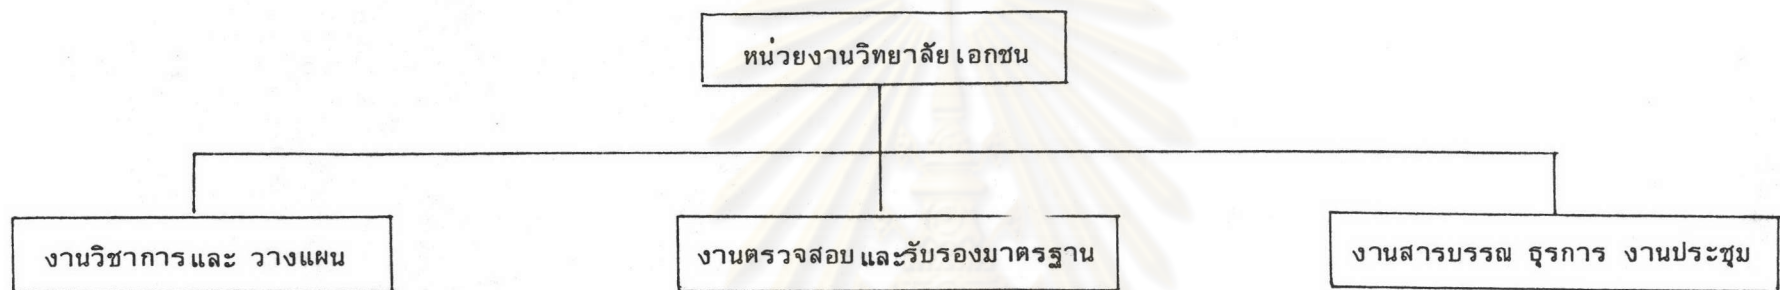 หน่วยงานวิทยาลัยเอกชน
งานวิชาการและ วางแผน
งานตรวจสอบและรับรองมาตรฐาน
งานสารบรรณ ธุรการ งานประชุม